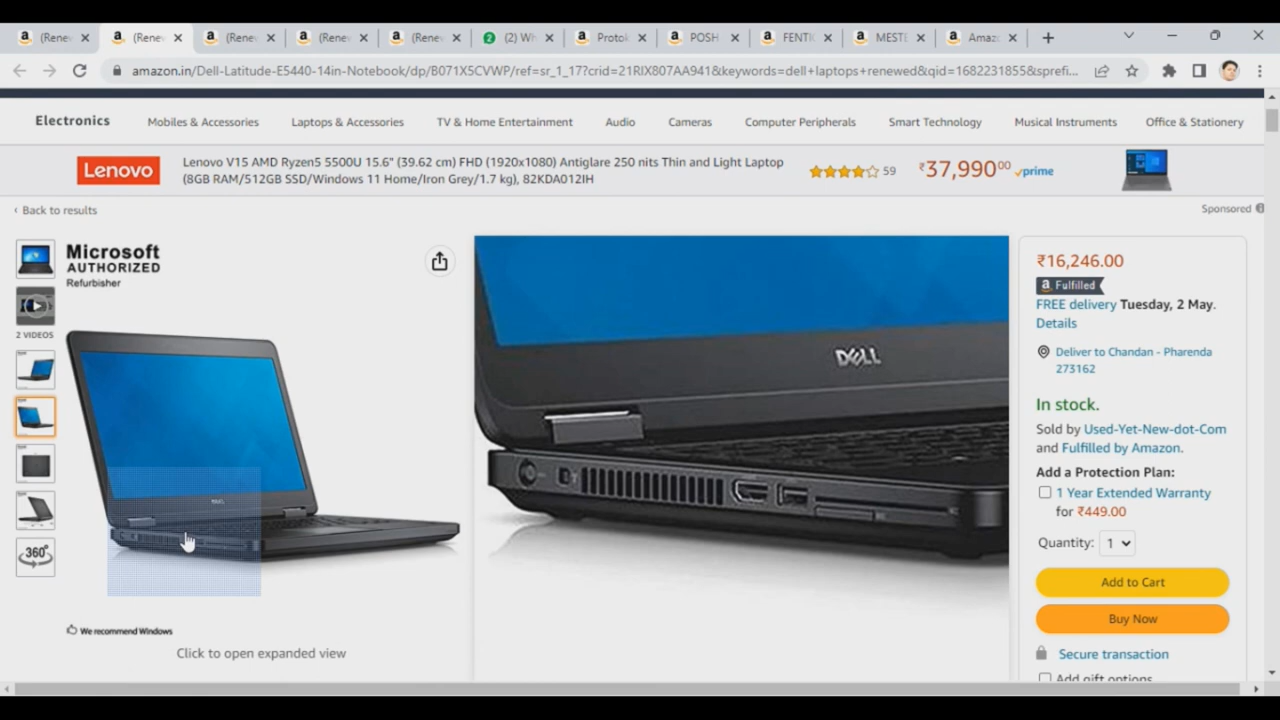 (Renew
(Renew
(Renew
(Renew
(Renew
(2) Wh
Protok
POSH
FENTIC
MESTE
Amazo
amazon.in/Dell-Latitude-E5440-14in-Notebook/dp/B071X5CVWP/ref=sr_1_17?crid=21RIX807AA941&keywords=dell+laptops+renewed&qid=1682231855&sprefi...
Electronics
Mobiles & Accessories
Laptops & Accessories
TV & Home Entertainment
Audio
Cameras
Computer Peripherals
Smart Technology
Musical Instruments
Office & Stationery
Lenovo
Lenovo V15 AMD Ryzen5 5500U 15.6" (39.62 cm) FHD (1920x1080) Antiglare 250 nits Thin and Light Laptop
(8GB RAM/512GB SSD/Windows 11 Home/Iron Grey/1.7 kg), 82KDA012IH
59
₹37,990⁰⁰
prime
‹ Back to results
Sponsored
Microsoft
AUTHORIZED
Refurbisher
2 VIDEOS
360°
DELL
DELL
We recommend Windows
Click to open expanded view
₹16,246.00
a Fulfilled
FREE delivery Tuesday, 2 May.
Details
Deliver to Chandan - Pharenda
273162
In stock.
Sold by Used-Yet-New-dot-Com
and Fulfilled by Amazon.
Add a Protection Plan:
1 Year Extended Warranty
for ₹449.00
Quantity: 1
Add to Cart
Buy Now
Secure transaction
Add gift options